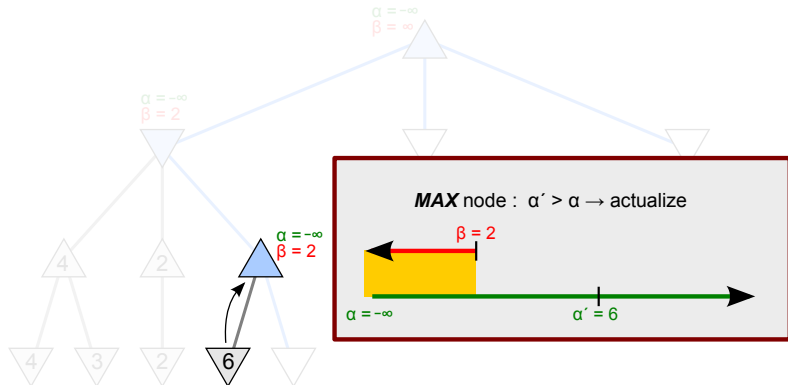 α = -∞
β = ∞
α = -∞
β = 2
MAX node : α´ > α → actualize
α = -∞
β = 2
β = 2
4
2
α = -∞
α´ = 6
4
3
2
6